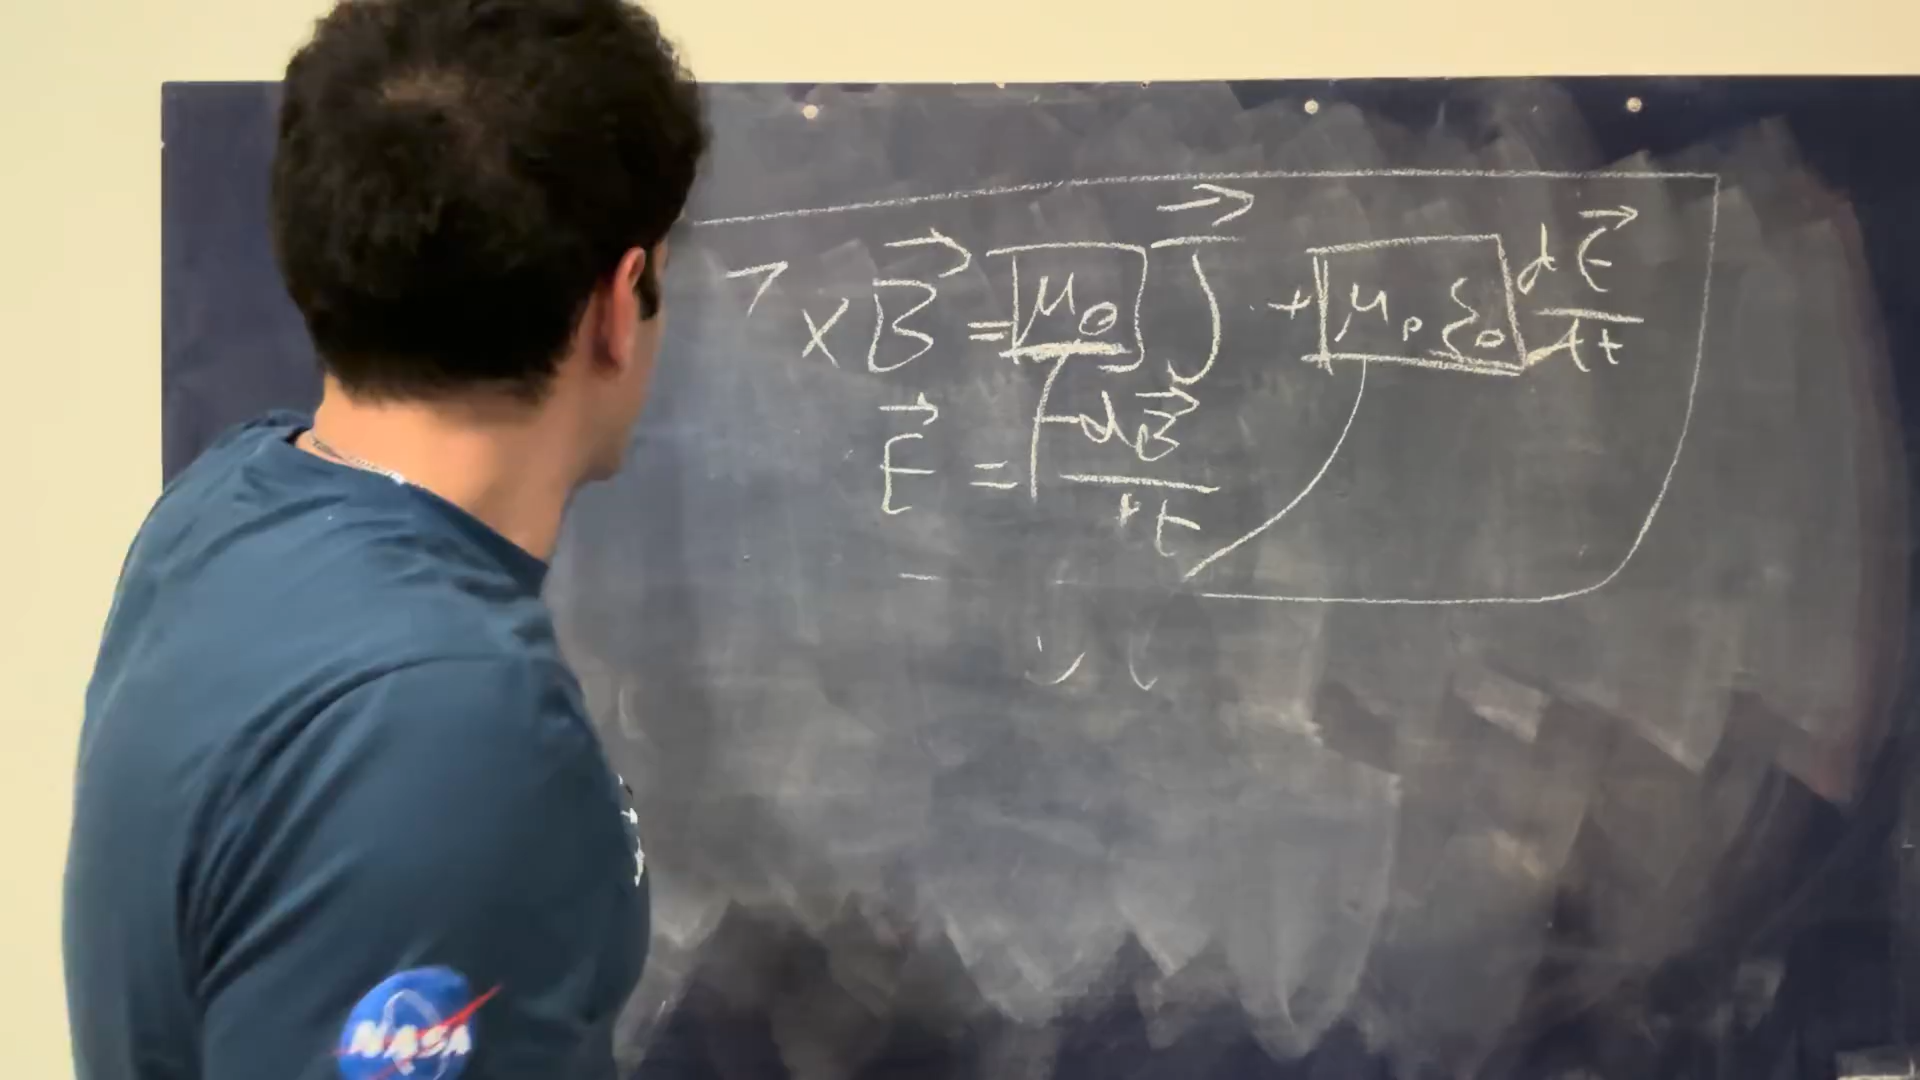 ∇ × B⃗ = μ₀ J⃗ + μ₀ ε₀ dE⃗/dt
E⃗ = -dB⃗/dt
NASA